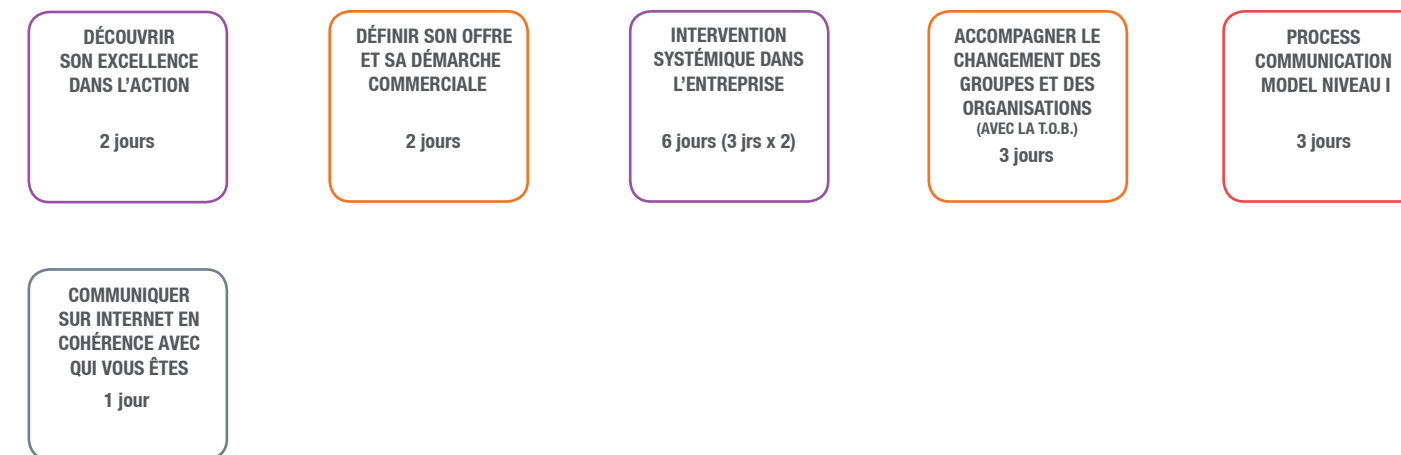 DÉCOUVRIR
SON EXCELLENCE
DANS L'ACTION
2 jours
DÉFINIR SON OFFRE
ET SA DÉMARCHE
COMMERCIALE
2 jours
INTERVENTION
SYSTÉMIQUE DANS
L'ENTREPRISE
6 jours (3 jrs x 2)
ACCOMPAGNER LE
CHANGEMENT DES
GROUPES ET DES
ORGANISATIONS
(AVEC LA T.O.B.)
3 jours
PROCESS
COMMUNICATION
MODEL NIVEAU I
3 jours
COMMUNIQUER
SUR INTERNET EN
COHÉRENCE AVEC
QUI VOUS ÊTES
1 jour